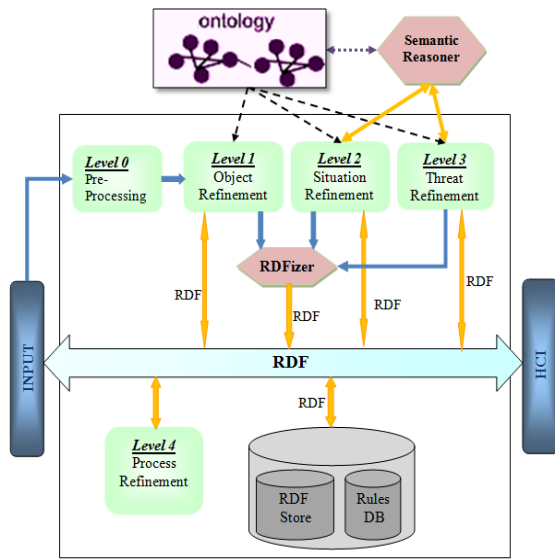 ontology
Semantic
Reasoner
Level 0
Pre-
Processing
Level 1
Object
Refinement
Level 2
Situation
Refinement
Level 3
Threat
Refinement
RDFizer
RDF
RDF
RDF
RDF
INPUT
RDF
HCI
RDF
Level 4
Process
Refinement
RDF
Store
Rules
DB